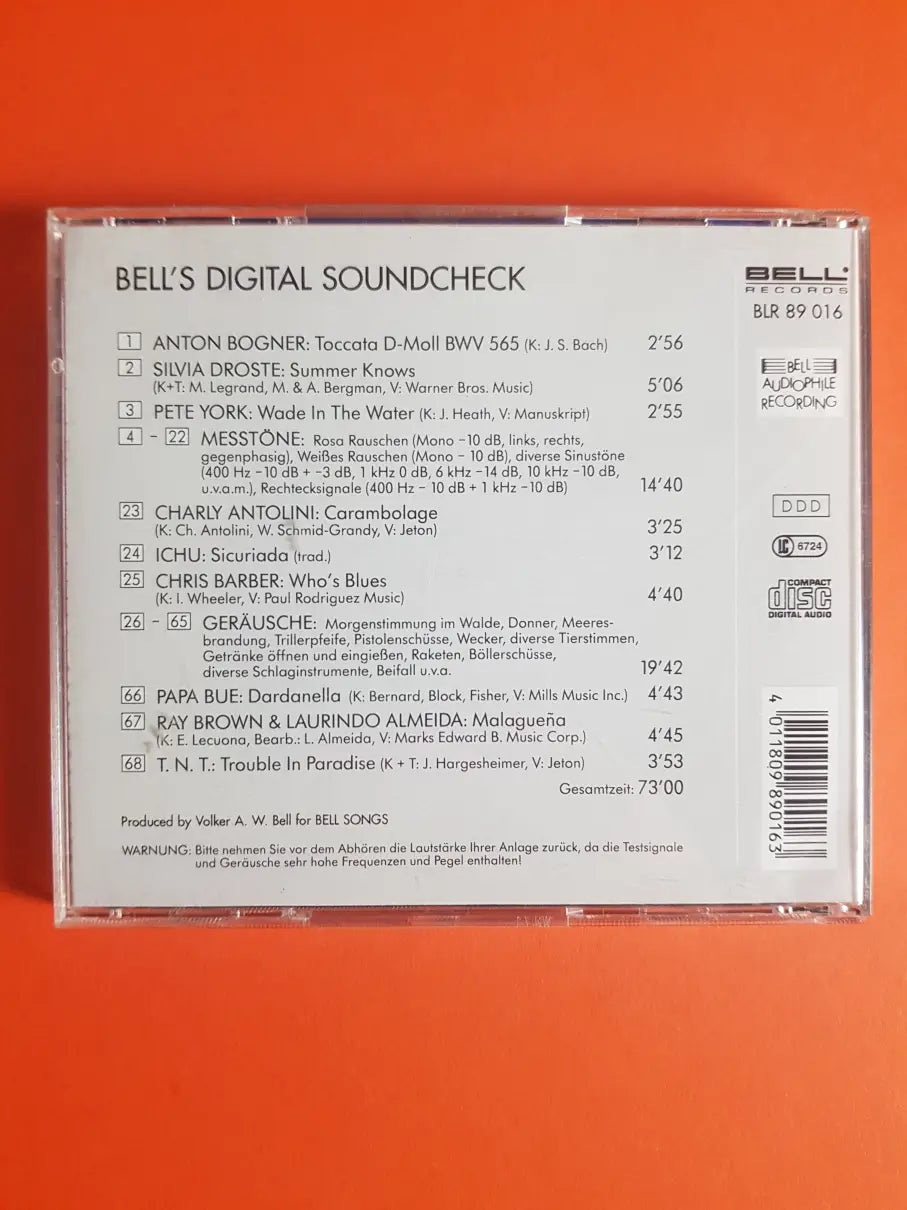 BELL'S DIGITAL SOUNDCHECK
1 ANTON BOGNER: Toccata D-Moll BWV 565 (K: J. S. Bach) 2'56
2 SILVIA DROSTE: Summer Knows
(K+T: M. Legrand, M. & A. Bergman, V: Warner Bros. Music) 5'06
3 PETE YORK: Wade In The Water (K: J. Heath, V: Manuskript) 2'55
4 – 22 MESSTÖNE: Rosa Rauschen (Mono –10 dB, links, rechts,
gegenphasig), Weißes Rauschen (Mono – 10 dB), diverse Sinustöne
(400 Hz –10 dB + –3 dB, 1 kHz 0 dB, 6 kHz –14 dB, 10 kHz –10 dB,
u.v.a.m.), Rechtecksignale (400 Hz – 10 dB + 1 kHz –10 dB) 14'40
23 CHARLY ANTOLINI: Carambolage
(K: Ch. Antolini, W. Schmid-Grandy, V: Jeton) 3'25
24 ICHU: Sicuriada (trad.) 3'12
25 CHRIS BARBER: Who's Blues
(K: I. Wheeler, V: Paul Rodriguez Music) 4'40
26 – 65 GERÄUSCHE: Morgenstimmung im Walde, Donner, Meeres-
brandung, Trillerpfeife, Pistolenschüsse, Wecker, diverse Tierstimmen,
Getränke öffnen und eingießen, Raketen, Böllerschüsse,
diverse Schlaginstrumente, Beifall u.v.a. 19'42
66 PAPA BUE: Dardanella (K: Bernard, Block, Fisher, V: Mills Music Inc.) 4'43
67 RAY BROWN & LAURINDO ALMEIDA: Malagueña
(K: E. Lecuona, Bearb.: L. Almeida, V: Marks Edward B. Music Corp.) 4'45
68 T. N. T.: Trouble In Paradise (K + T: J. Hargesheimer, V: Jeton) 3'53
Gesamtzeit: 73'00
Produced by Volker A. W. Bell for BELL SONGS
WARNUNG: Bitte nehmen Sie vor dem Abhören die Lautstärke Ihrer Anlage zurück, da die Testsignale
und Geräusche sehr hohe Frequenzen und Pegel enthalten!
BELL
RECORDS
BLR 89 016
BELL
AUDIOPHILE
RECORDING
DDD
LC 6724
COMPACT
disc
DIGITAL AUDIO
4 011809 890163